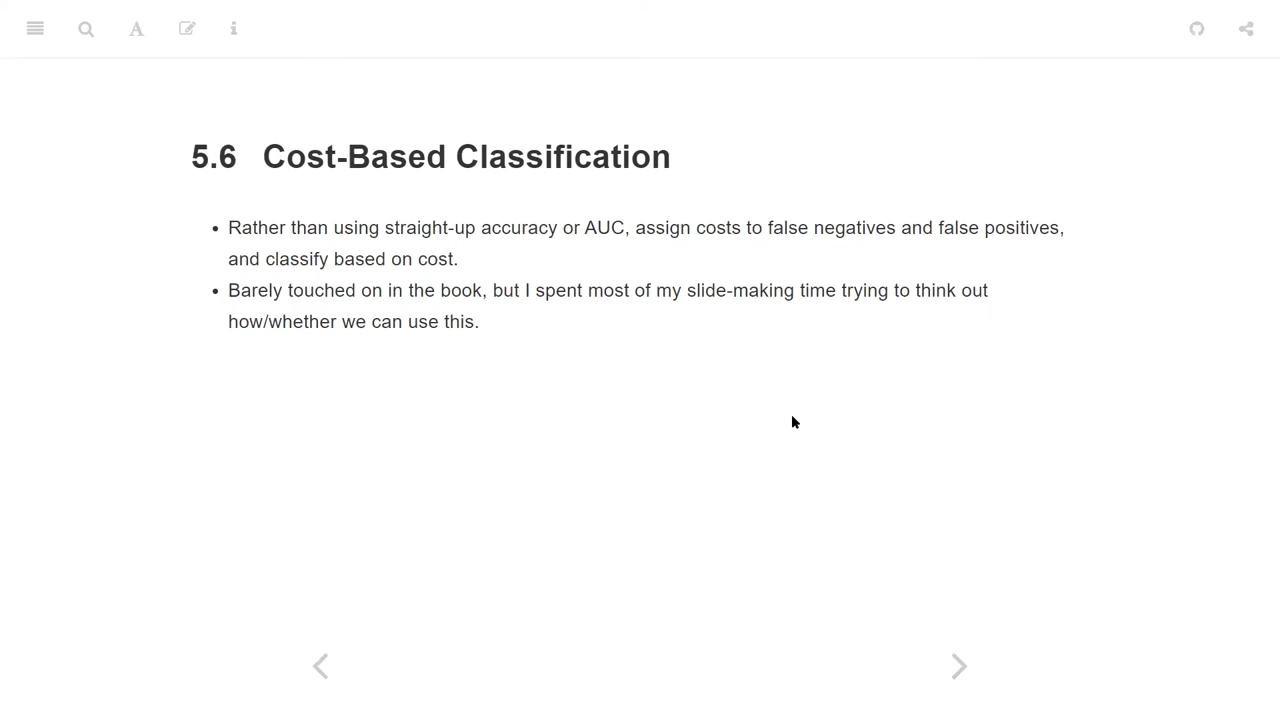 5.6 Cost-Based Classification
• Rather than using straight-up accuracy or AUC, assign costs to false negatives and false positives,
and classify based on cost.
• Barely touched on in the book, but I spent most of my slide-making time trying to think out
how/whether we can use this.